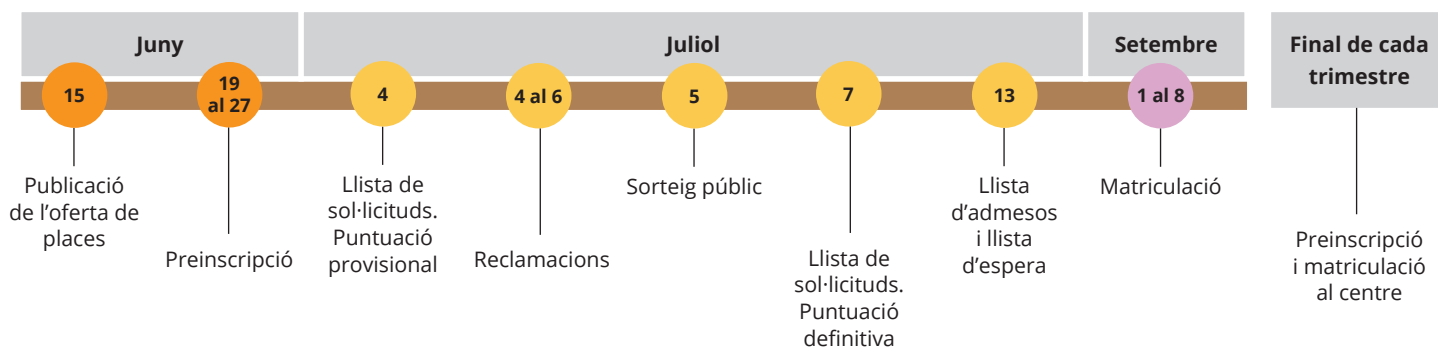 Juny
Juliol
Setembre
Final de cada
trimestre
15
19
al 27
4
4 al 6
5
7
13
1 al 8
Publicació
de l’oferta de
places
Preinscripció
Llista de
sol·licituds.
Puntuació
provisional
Reclamacions
Sorteig públic
Llista de
sol·licituds.
Puntuació
definitiva
Llista
d’admesos
i llista
d’espera
Matriculació
Preinscripció
i matriculació
al centre